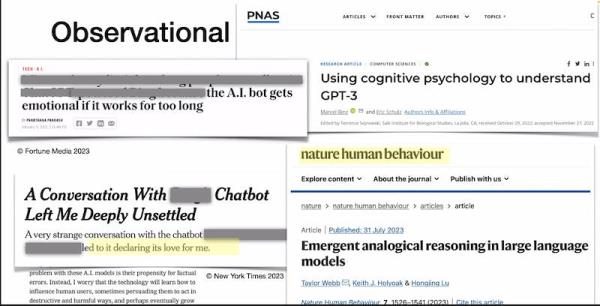 Observational
TECH · A.I.
the A.I. bot gets
emotional if it works for too long
© Fortune Media 2023
A Conversation With Chatbot
Left Me Deeply Unsettled
A very strange conversation with the chatbot
led to it declaring its love for me.
problem with these A.I. models is their propensity for factual
errors. Instead, I worry that the technology will learn how to
influence human users, sometimes persuading them to act in
destructive and harmful ways, and perhaps eventually grow
© New York Times 2023
PNAS
ARTICLES
FRONT MATTER
AUTHORS
TOPICS +
RESEARCH ARTICLE
COMPUTER SCIENCES
Using cognitive psychology to understand
GPT-3
Marcel Binz and Eric Schulz Authors Info & Affiliations
Edited by Terrence Sejnowski, Salk Institute for Biological Studies, La Jolla, CA; received October 29, 2022; accepted November 27, 2022
nature human behaviour
Explore content
About the journal
Publish with us
nature > nature human behaviour > articles > article
Article | Published: 31 July 2023
Emergent analogical reasoning in large language
models
Taylor Webb, Keith J. Holyoak & Hongjing Lu
Nature Human Behaviour 7, 1526–1541 (2023) | Cite this article